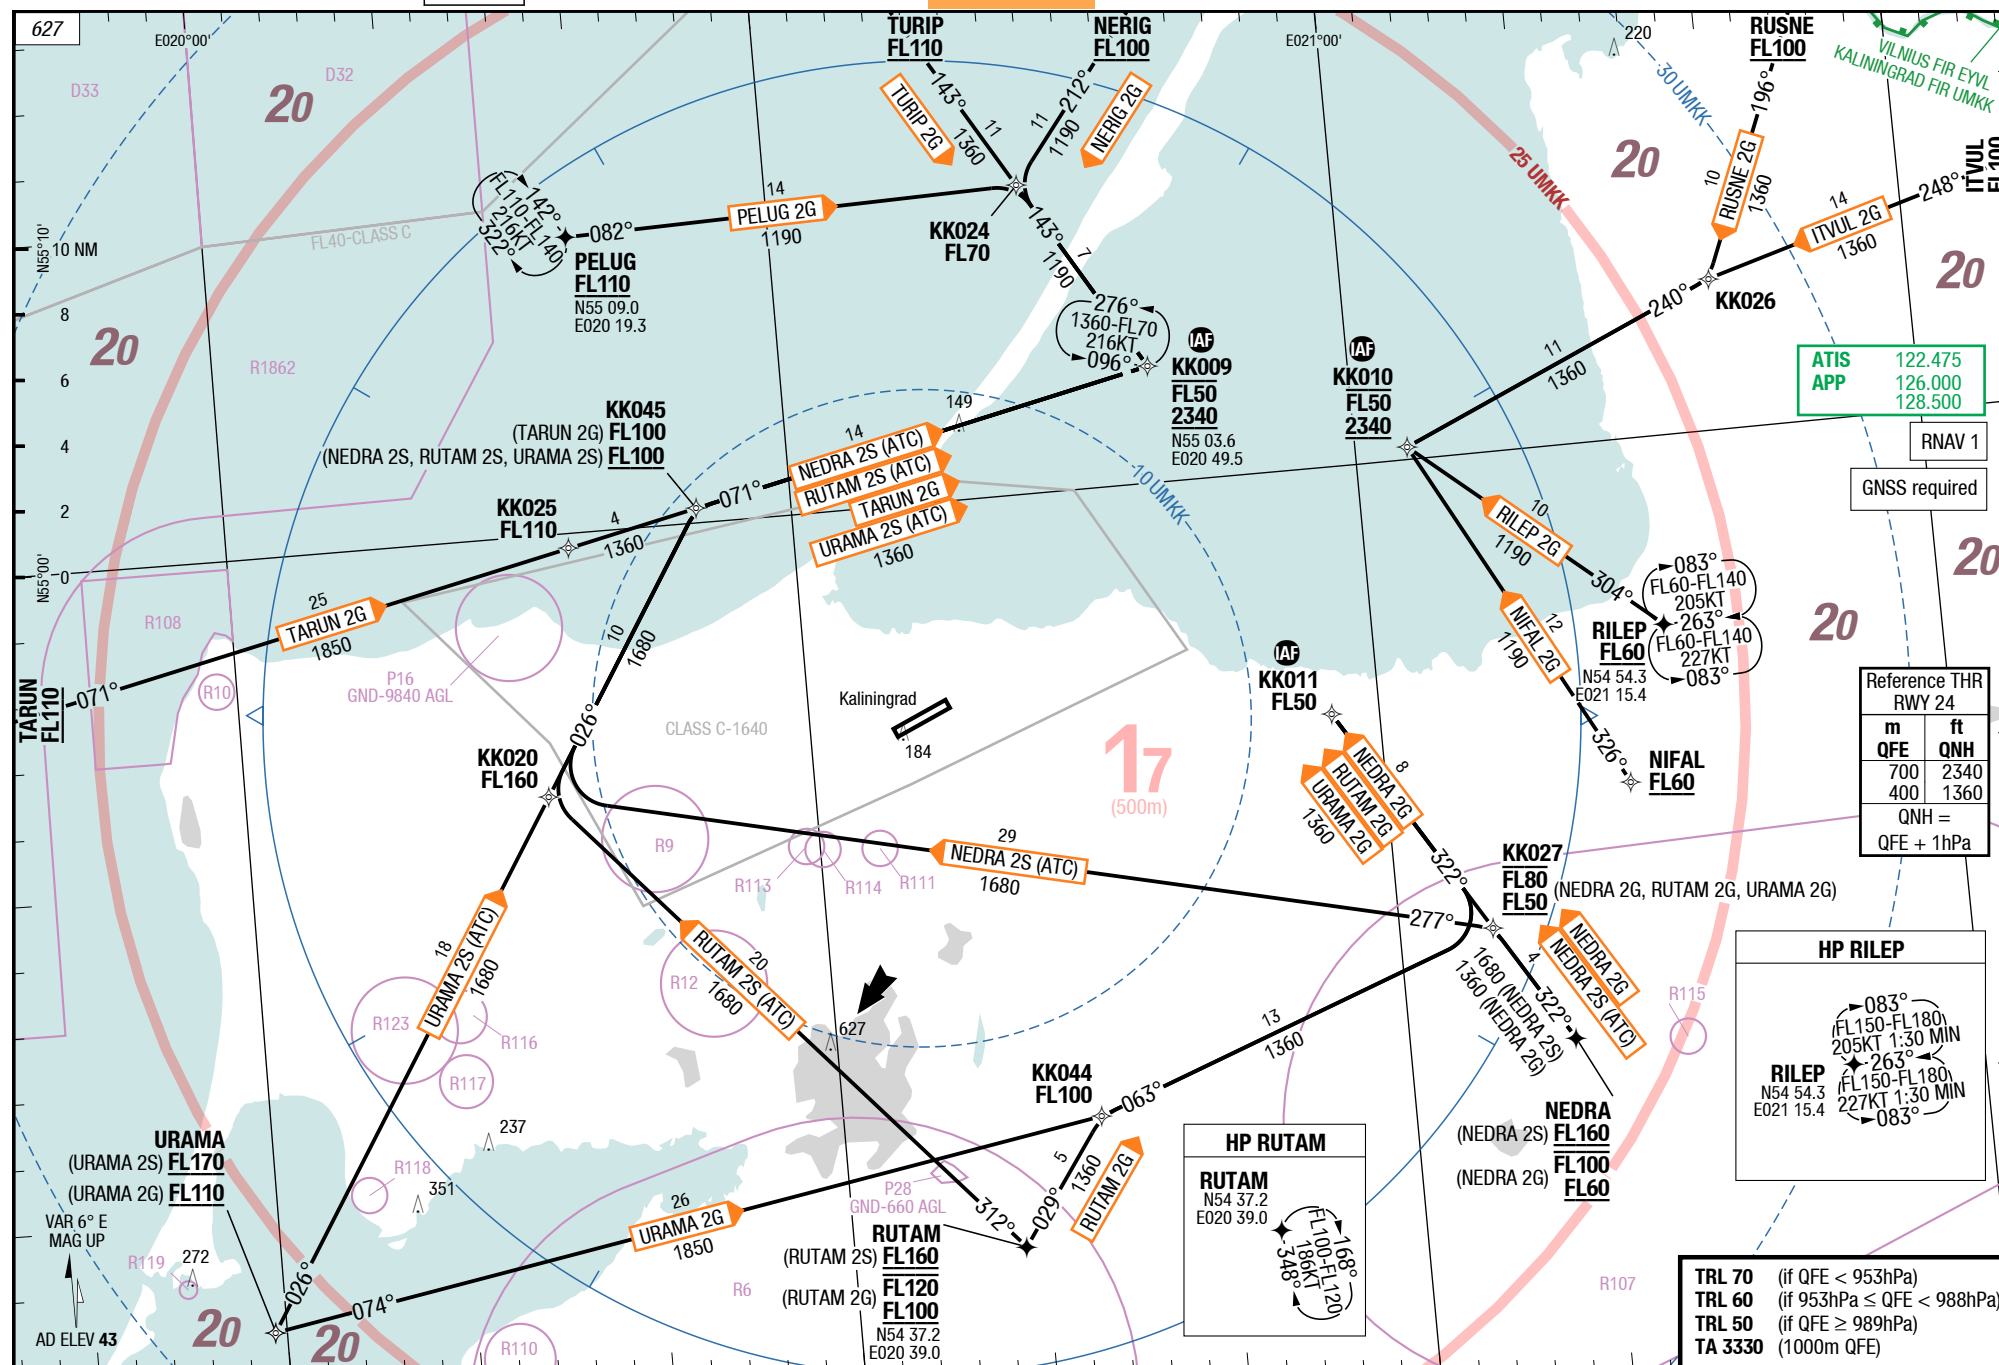 627
E020°00'
TURIP
FL110
NERIG
FL100
E021°00'
220
RUSNE
FL100
VILNIUS FIR EYVL
KALININGRAD FIR UMKK
D33
D32
20
143°
11
1360
TURIP 2G
212°
11
1190
NERIG 2G
30 UMKK
25 UMKK
20
196°
RUSNE 2G
10
1360
ITVUL
FL100
248°
14
ITVUL 2G
1360
142°
FL110-FL140
216KT
322°
FL40-CLASS C
082°
14
PELUG 2G
1190
PELUG
FL110
N55 09.0
E020 19.3
KK024
FL70
143°
7
1190
N55°10'
10 NM
8
6
4
2
0
N55°00'
20
R1862
276°
1360-FL70
216KT
096°
IAF
KK009
FL50
2340
N55 03.6
E020 49.5
IAF
KK010
FL50
2340
240°
11
1360
KK026
20
ATIS 122.475
APP 126.000
128.500
RNAV 1
GNSS required
20
KK045
(TARUN 2G) FL100
(NEDRA 2S, RUTAM 2S, URAMA 2S) FL100
149
14
NEDRA 2S (ATC)
RUTAM 2S (ATC)
TARUN 2G
URAMA 2S (ATC)
1360
071°
10 UMKK
KK025
FL110
4
1360
25
TARUN 2G
1850
R108
R10
071°
TARUN
FL110
P16
GND-9840 AGL
10
1680
026°
KK020
FL160
CLASS C-1640
Kaliningrad
184
17
(500m)
10
RILEP 2G
1190
304°
12
NIFAL 2G
1190
326°
NIFAL
FL60
RILEP
FL60
N54 54.3
E021 15.4
083°
FL60-FL140
205KT
263°
FL60-FL140
227KT
083°
20
IAF
KK011
FL50
8
NEDRA 2G
RUTAM 2G
URAMA 2G
1360
322°
Reference THR
RWY 24
m ft
QFE QNH
700 2340
400 1360
QNH =
QFE + 1hPa
R9
R113
R114
R111
29
NEDRA 2S (ATC)
1680
277°
KK027
FL80
FL50
(NEDRA 2G, RUTAM 2G, URAMA 2G)
18
URAMA 2S (ATC)
1680
20
RUTAM 2S (ATC)
1680
R12
R123
R116
R117
627
4
NEDRA 2G
NEDRA 2S (ATC)
322°
1680 (NEDRA 2S)
1360 (NEDRA 2G)
R115
13
1360
063°
KK044
FL100
HP RILEP
083°
FL150-FL180
205KT 1:30 MIN
263°
FL150-FL180
227KT 1:30 MIN
083°
RILEP
N54 54.3
E021 15.4
URAMA
(URAMA 2S) FL170
(URAMA 2G) FL110
237
R118
351
VAR 6° E
MAG UP
AD ELEV 43
R119
272
20
20
026°
074°
26
URAMA 2G
1850
P28
GND-660 AGL
312°
029°
5
1360
RUTAM 2G
RUTAM
(RUTAM 2S) FL160
(RUTAM 2G) FL120
FL100
N54 37.2
E020 39.0
R6
R110
HP RUTAM
RUTAM
N54 37.2
E020 39.0
168°
FL100-FL120
186KT
348°
NEDRA
(NEDRA 2S) FL160
(NEDRA 2G) FL100
FL60
R107
TRL 70 (if QFE < 953hPa)
TRL 60 (if 953hPa ≤ QFE < 988hPa)
TRL 50 (if QFE ≥ 989hPa)
TA 3330 (1000m QFE)